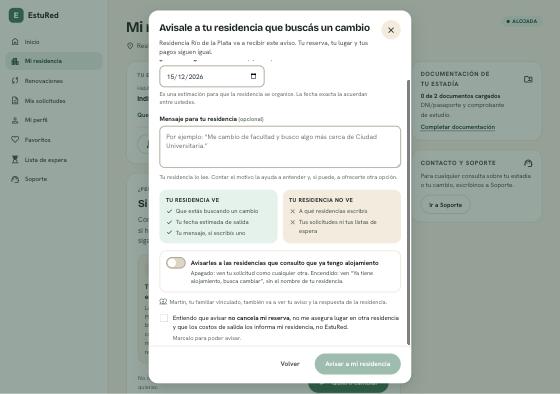 EstuRed
Inicio
Mi residencia
Renovaciones
Mis solicitudes
Mi perfil
Favoritos
Lista de espera
Soporte
Avisale a tu residencia que buscás un cambio
Residencia Río de la Plata va a recibir este aviso. Tu reserva, tu lugar y tus
pagos siguen igual.
15/12/2026
Es una estimación para que la residencia se organice. La fecha exacta la acuerdan
entre ustedes.
Mensaje para tu residencia (opcional)
Por ejemplo: "Me cambio de facultad y busco algo más cerca de Ciudad
Universitaria."
Tu residencia lo lee. Contar el motivo la ayuda a entender y, si puede, a ofrecerte otra opción.
TU RESIDENCIA VE
Que estás buscando un cambio
Tu fecha estimada de salida
Tu mensaje, si escribís uno
TU RESIDENCIA NO VE
A qué residencias escribís
Tus solicitudes ni tus listas de
espera
Avisarles a las residencias que consulto que ya tengo alojamiento
Apagado: ven tu solicitud como cualquier otra. Encendido: ven "Ya tiene
alojamiento, busca cambiar", sin el nombre de tu residencia.
Martín, tu familiar vinculado, también va a ver tu aviso y la respuesta de la residencia.
Entiendo que avisar no cancela mi reserva, no me asegura lugar en otra residencia
y que los costos de salida los informa mi residencia, no EstuRed.
Marcalo para poder avisar.
Volver
Avisar a mi residencia
ALOJADA
DOCUMENTACIÓN DE
TU ESTADÍA
0 de 2 documentos cargados
DNI/pasaporte y comprobante
de estudio.
Completar documentación
CONTACTO Y SOPORTE
Por cualquier consulta sobre tu estadía
o tu cambio, escribinos a Soporte.
Ir a Soporte